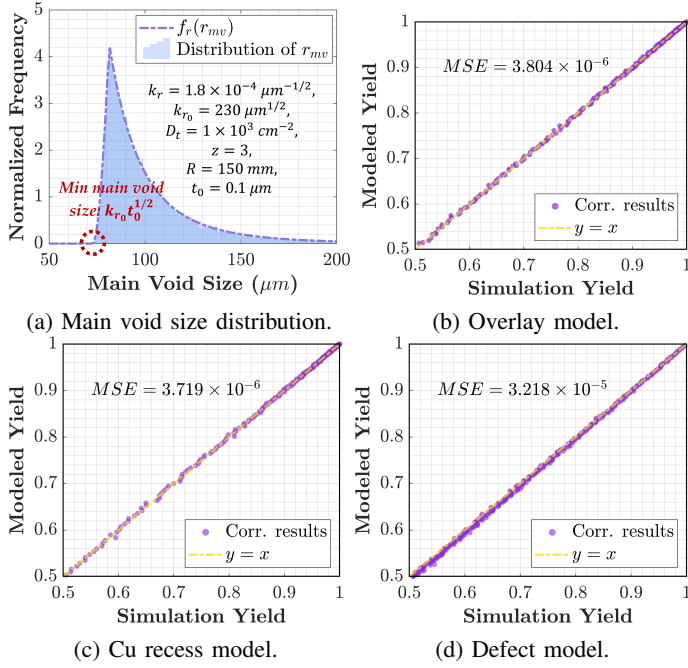 5
4
3
2
1
0
Normalized Frequency
f_r(r_{mv})
Distribution of r_{mv}
k_r = 1.8 × 10^{-4} μm^{-1/2},
k_{r_0} = 230 μm^{1/2},
D_t = 1 × 10^3 cm^{-2},
z = 3,
R = 150 mm,
t_0 = 0.1 μm
Min main void
size: k_{r_0}t_0^{1/2}
50 100 150 200
Main Void Size (μm)
(a) Main void size distribution.
1
0.9
0.8
0.7
0.6
0.5
Modeled Yield
MSE = 3.804 × 10^{-6}
Corr. results
y = x
0.5 0.6 0.7 0.8 0.9 1
Simulation Yield
(b) Overlay model.
1
0.9
0.8
0.7
0.6
0.5
Modeled Yield
MSE = 3.719 × 10^{-6}
Corr. results
y = x
0.5 0.6 0.7 0.8 0.9 1
Simulation Yield
(c) Cu recess model.
1
0.9
0.8
0.7
0.6
0.5
Modeled Yield
MSE = 3.218 × 10^{-5}
Corr. results
y = x
0.5 0.6 0.7 0.8 0.9 1
Simulation Yield
(d) Defect model.